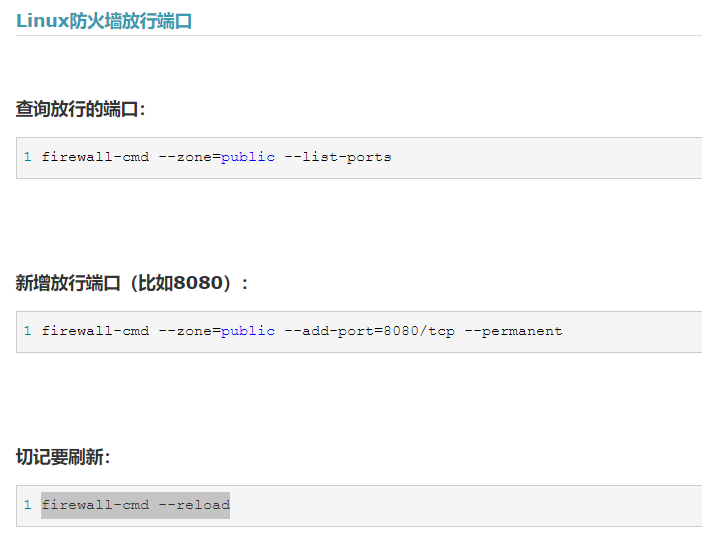 Linux防火墙放行端口
查询放行的端口：
1 firewall-cmd --zone=public --list-ports
新增放行端口（比如8080）：
1 firewall-cmd --zone=public --add-port=8080/tcp --permanent
切记要刷新：
1 firewall-cmd --reload